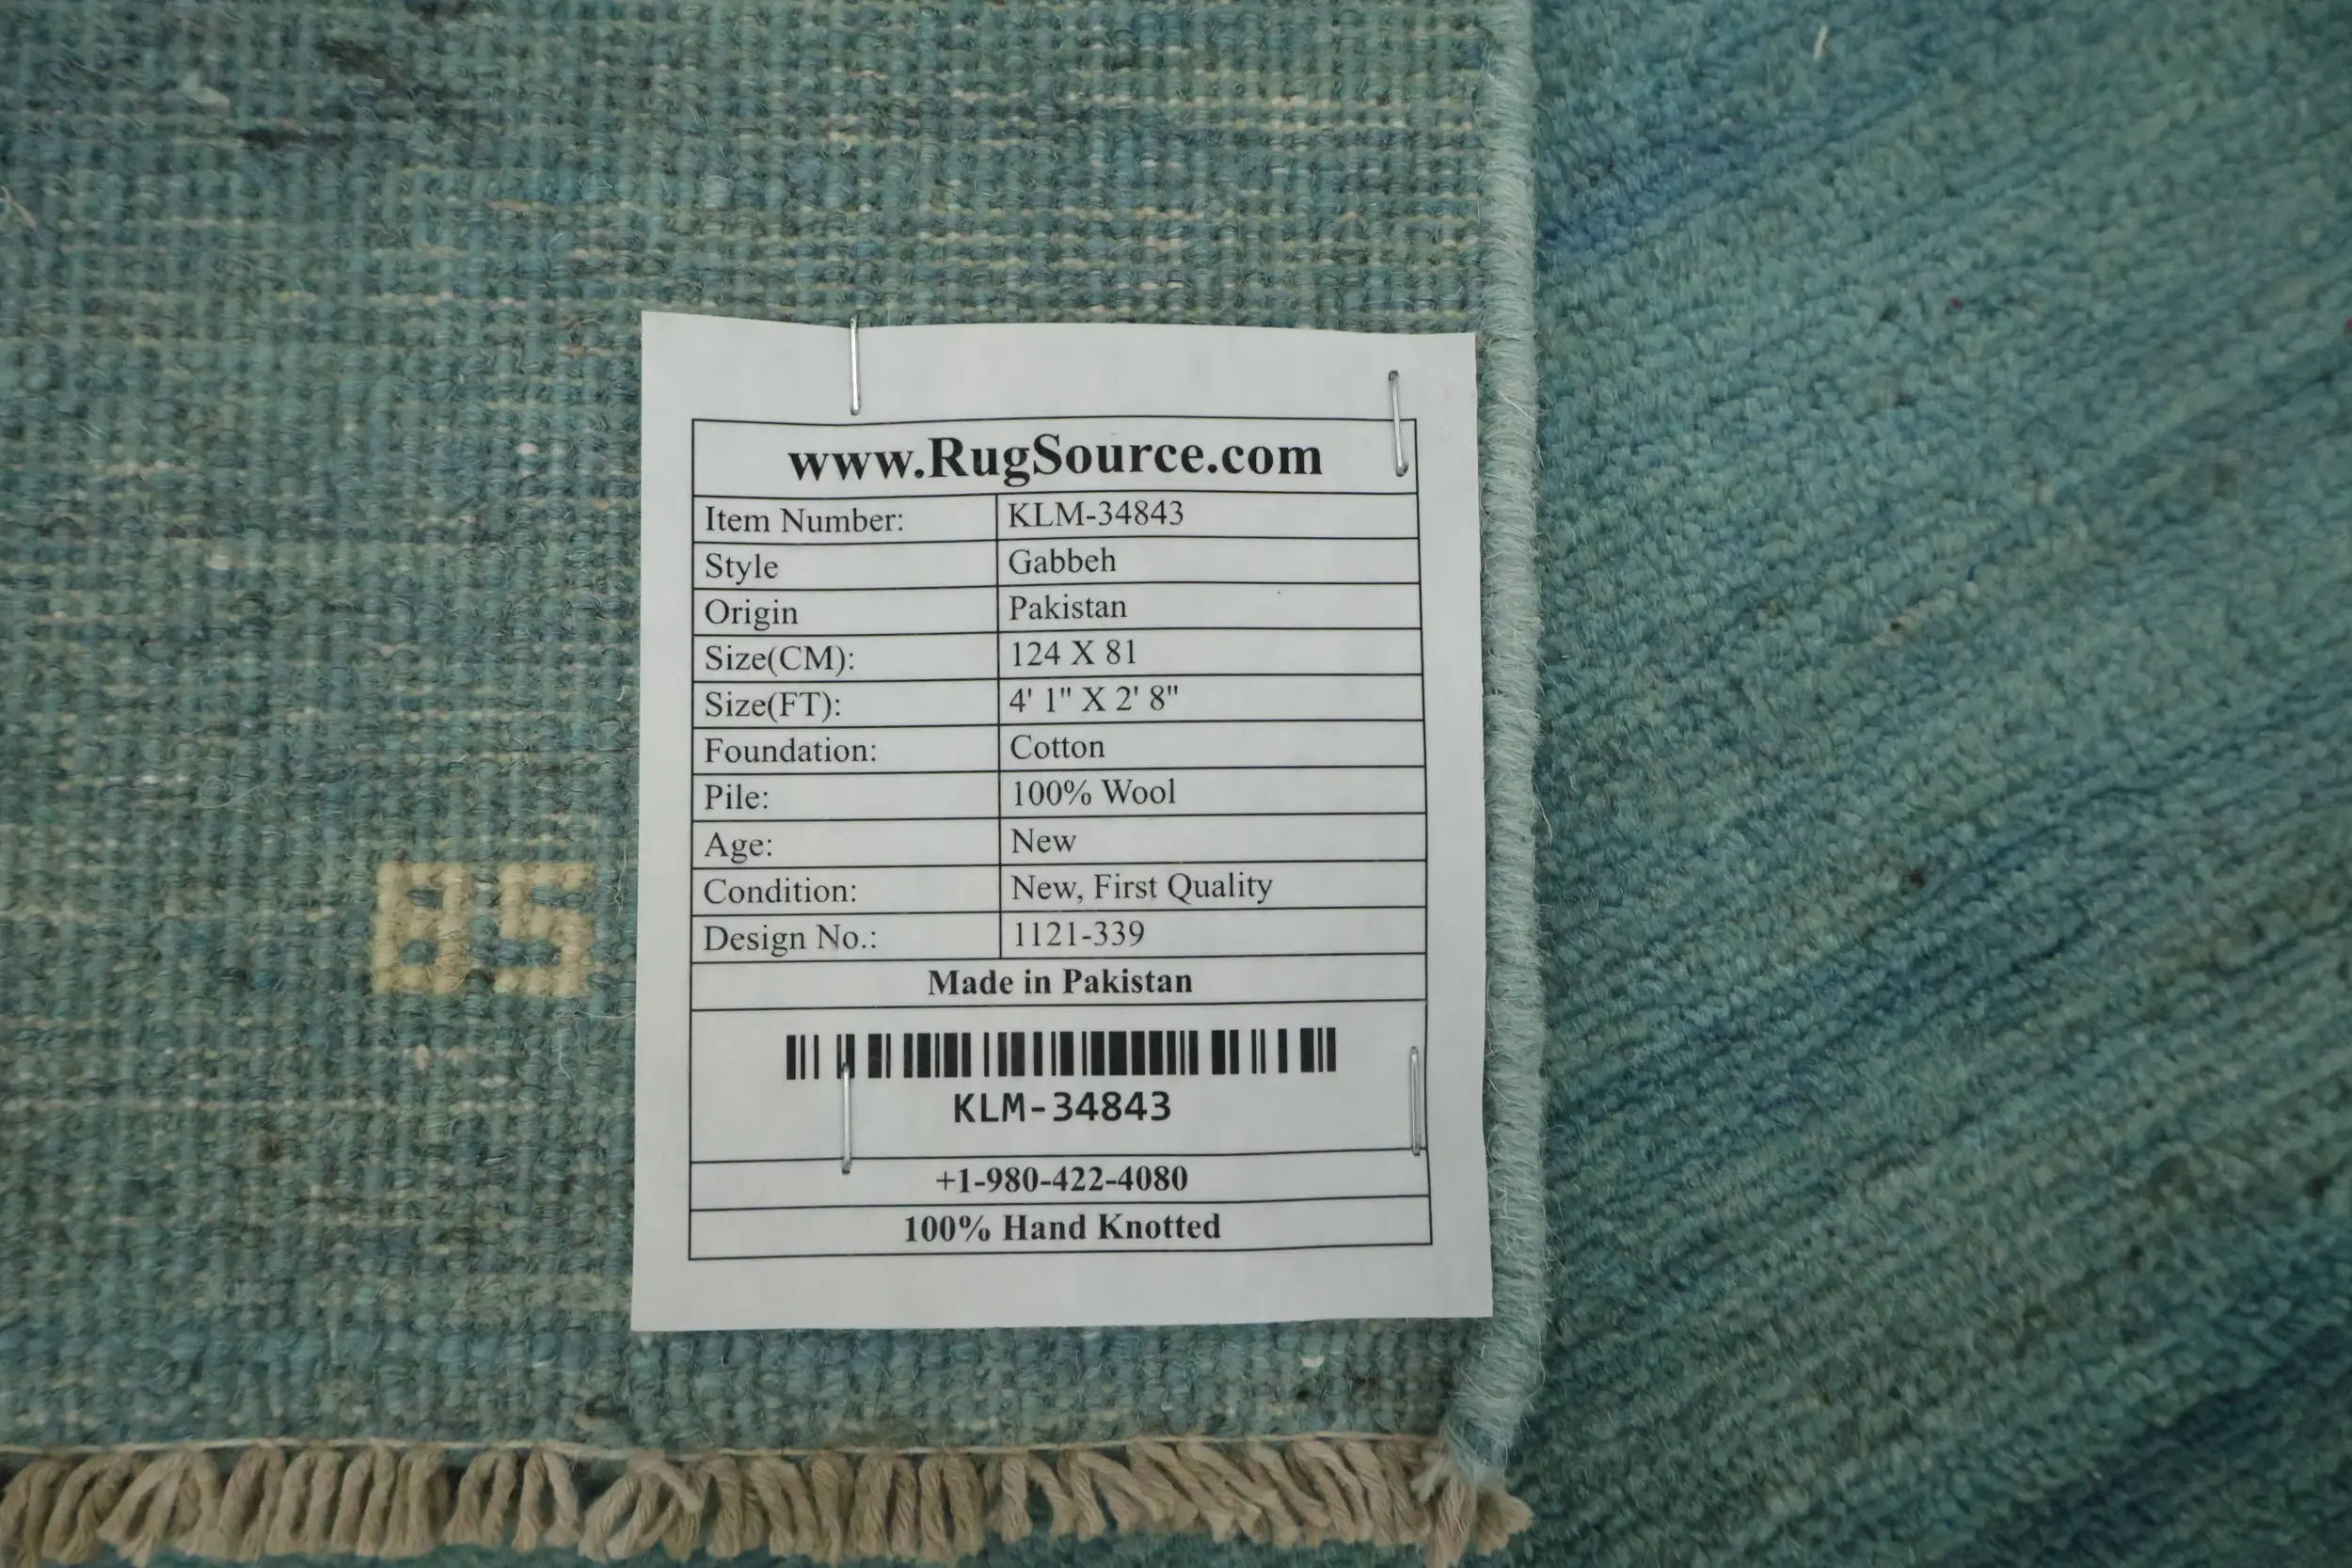 www.RugSource.com
Item Number: KLM-34843
Style Gabbeh
Origin Pakistan
Size(CM): 124 X 81
Size(FT): 4' 1" X 2' 8"
Foundation: Cotton
Pile: 100% Wool
Age: New
Condition: New, First Quality
Design No.: 1121-339
Made in Pakistan
KLM-34843
+1-980-422-4080
100% Hand Knotted
85